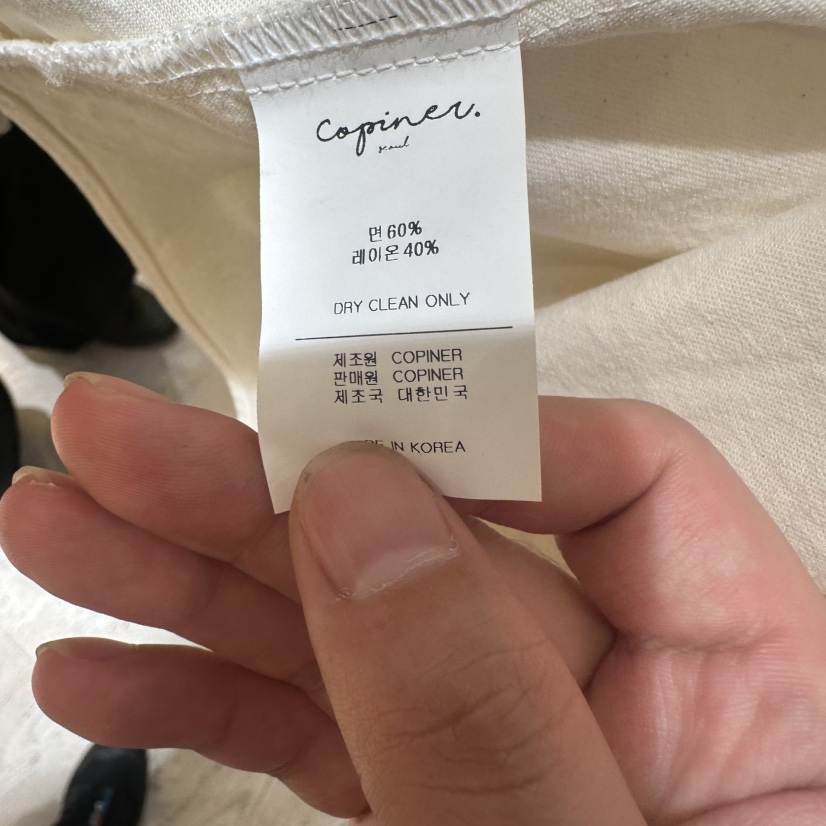 Copiner.
seoul
면 60%
레이온 40%
DRY CLEAN ONLY
제조원 COPINER
판매원 COPINER
제조국 대한민국
IN KOREA